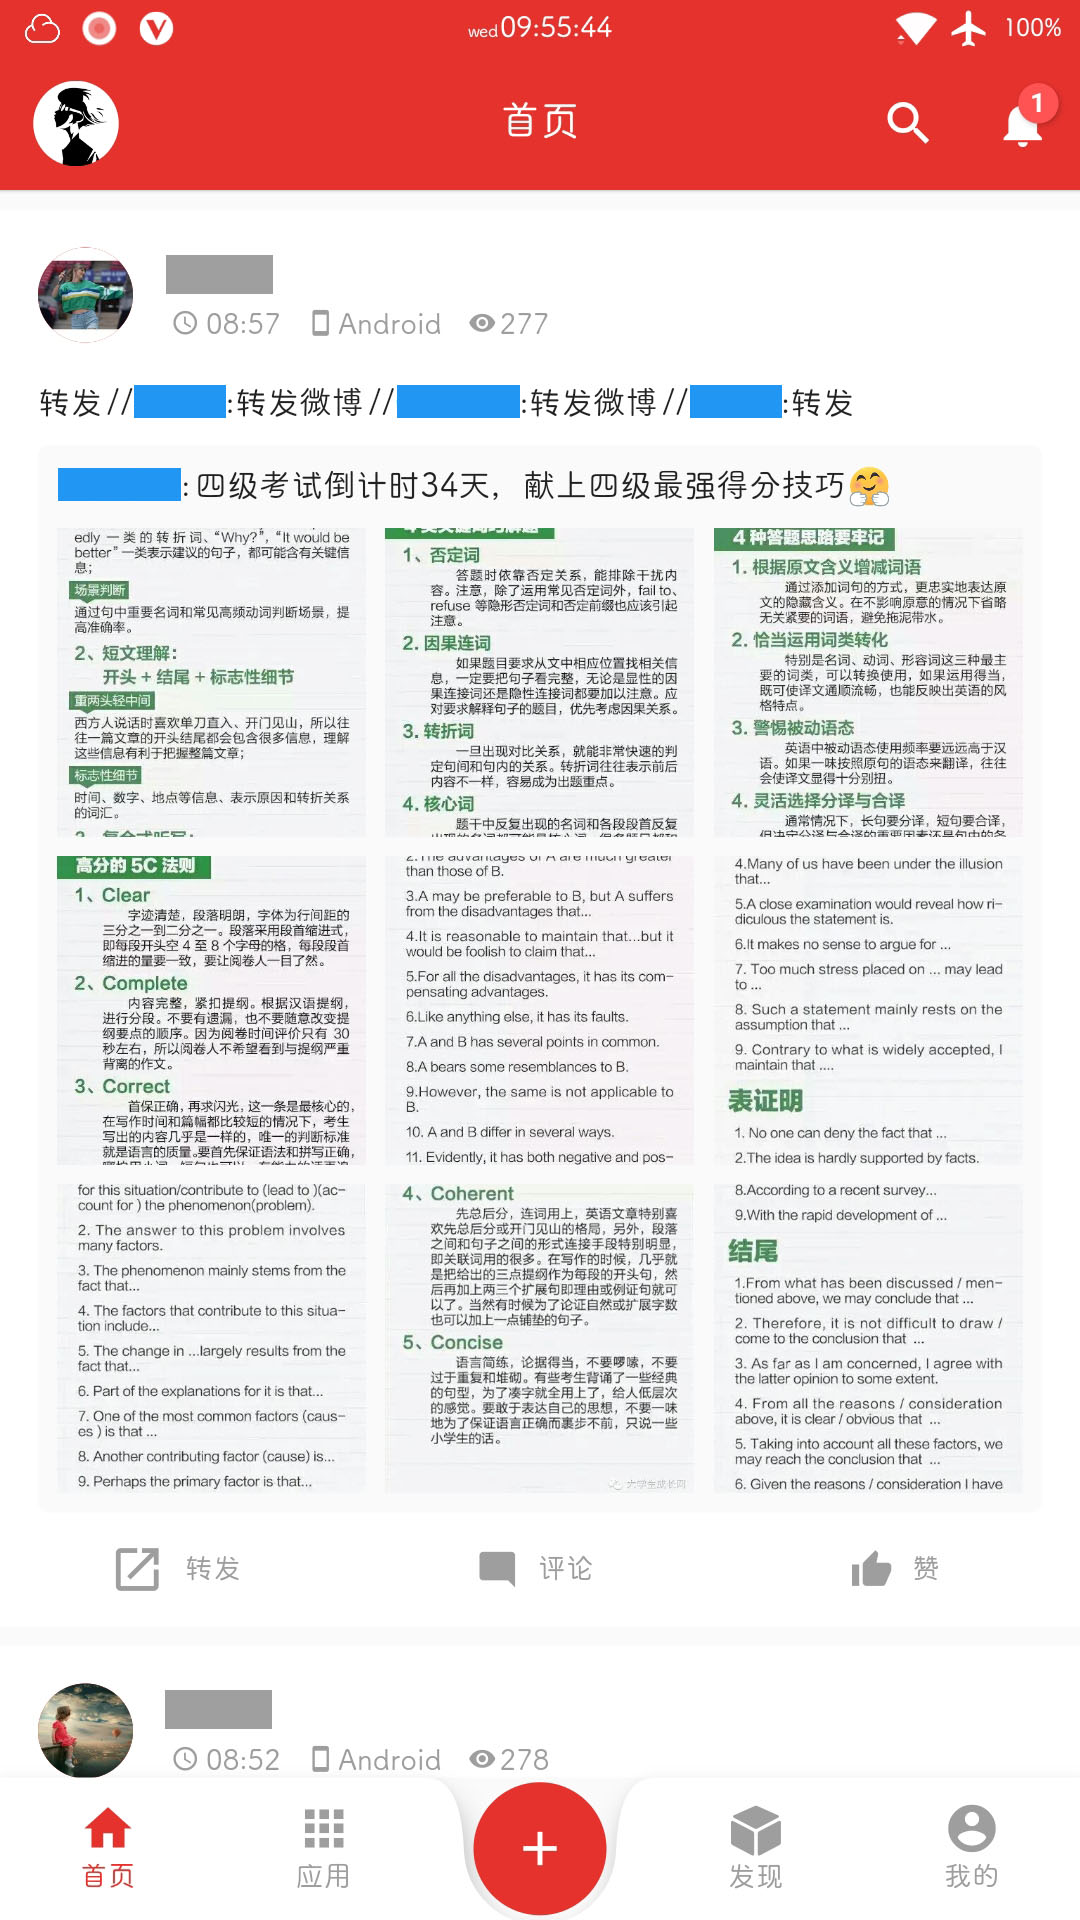 wed09:55:44
100%
首页
1
08:57 Android 277
转发//:转发微博//:转发微博//:转发
:四级考试倒计时34天，献上四级最强得分技巧
edly 一类的转折词、“Why?”, “It would be
better” 一类表示建议的句子，都可能含有关键信
息;
场景判断
通过句中重要名词和常见高频动词判断场景，提
高准确率。
2、短文理解:
开头 + 结尾 + 标志性细节
重两头轻中间
西方人说话时喜欢单刀直入、开门见山，所以往
往一篇文章的开头结尾都会包含很多信息，理解
这些信息有利于把握整篇文章;
标志性细节
时间、数字、地点等信息、表示原因和转折关系
的词汇。
1、否定词
答题时依靠否定关系，能排除干扰内
容。注意，除了运用常见否定词外，fail to、
refuse 等隐形否定词和否定前缀也应该引起
注意。
2. 因果连词
如果题目要求从文中相应位置找相关信
息，一定要把句子看完整，无论是显性的因
果连接词还是隐性连接词都要加以注意。应
对要求解释句子的题目，优先考虑因果关系。
3. 转折词
一旦出现对比关系，就能非常快速的判
定句间和句内的关系。转折词往往表示前后
内容不一样，容易成为出题重点。
4. 核心词
题干中反复出现的名词和各段段首反复
4 种答题思路要牢记
1. 根据原文含义增减词语
通过添加词句的方式，更忠实地表达原
文的隐藏含义。在不影响原意的情况下省略
无关紧要的词语，避免拖泥带水。
2. 恰当运用词类转化
特别是名词、动词、形容词这三种最主
要的词类，可以转换使用，如果运用得当，
既可使译文通顺流畅，也能反映出英语的风
格特点。
3. 警惕被动语态
英语中被动语态使用频率要远远高于汉
语。如果一味按照原句的语态来翻译，往往
会使译文显得十分别扭。
4. 灵活选择分译与合译
通常情况下，长句要分译，短句要合译，
高分的 5C 法则
1、Clear
字迹清楚，段落明朗，字体为行间距的
三分之一到二分之一。段落采用段首缩进式，
即每段开头空 4 至 8 个字母的格，每段段首
缩进的量要一致，要让阅卷人一目了然。
2、Complete
内容完整，紧扣提纲。根据汉语提纲，
进行分段。不要有遗漏，也不要随意改变提
纲要点的顺序。因为阅卷时间评价只有 30
秒左右，所以阅卷人不希望看到与提纲严重
背离的作文。
3、Correct
首保正确，再求闪光，这一条是最核心的，
在写作时间和篇幅都比较短的情况下，考生
写出的内容几乎是一样的，唯一的判断标准
就是语言的质量。要首先保证语法和拼写正确，
2.The advantages of A are much greater
than those of B.
3.A may be preferable to B, but A suffers
from the disadvantages that...
4.It is reasonable to maintain that...but it
would be foolish to claim that...
5.For all the disadvantages, it has its com-
pensating advantages.
6.Like anything else, it has its faults.
7.A and B has several points in common.
8.A bears some resemblances to B.
9.However, the same is not applicable to
B.
10. A and B differ in several ways.
11. Evidently, it has both negative and pos-
4.Many of us have been under the illusion
that...
5.A close examination would reveal how ri-
diculous the statement is.
6.It makes no sense to argue for ...
7. Too much stress placed on ... may lead
to ...
8. Such a statement mainly rests on the
assumption that ...
9. Contrary to what is widely accepted, I
maintain that ....
表证明
1. No one can deny the fact that ...
2.The idea is hardly supported by facts.
for this situation/contribute to (lead to )(ac-
count for ) the phenomenon(problem).
2. The answer to this problem involves
many factors.
3. The phenomenon mainly stems from the
fact that...
4. The factors that contribute to this situa-
tion include...
5. The change in ...largely results from the
fact that...
6. Part of the explanations for it is that...
7. One of the most common factors (caus-
es ) is that ...
8. Another contributing factor (cause) is...
9. Perhaps the primary factor is that...
4、Coherent
先总后分，连词用上，英语文章特别喜
欢先总后分或开门见山的格局，另外，段落
之间和句子之间的形式连接手段特别明显，
即关联词用的很多。在写作的时候，几乎就
是把给出的三点提纲作为每段的开头句，然
后再加上两三个扩展句即理由或例证句就可
以了。当然有时候为了论证自然或扩展字数
也可以加上一点铺垫的句子。
5、Concise
语言简练，论据得当，不要啰嗦，不要
过于重复和堆砌。有些考生背诵了一些经典
的句型，为了凑字就全用上了，给人低层次
的感觉。要敢于表达自己的思想，不要一味
地为了保证语言正确而裹步不前，只说一些
小学生的话。
大学生成长网
8.According to a recent survey...
9.With the rapid development of ...
结尾
1.From what has been discussed / men-
tioned above, we may conclude that ...
2. Therefore, it is not difficult to draw /
come to the conclusion that ...
3. As far as I am concerned, I agree with
the latter opinion to some extent.
4. From all the reasons / consideration
above, it is clear / obvious that ...
5. Taking into account all these factors, we
may reach the conclusion that ...
6. Given the reasons / consideration I have
转发 评论 赞
08:52 Android 278
首页 应用 发现 我的